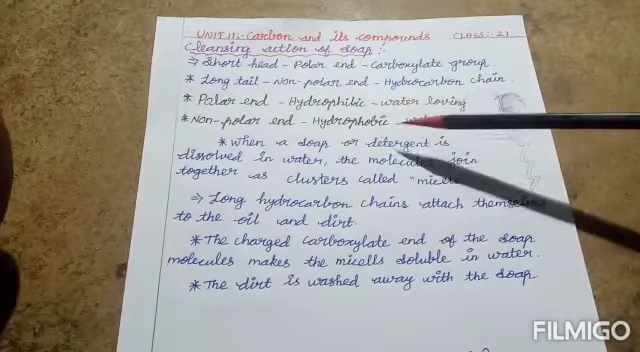 UNIT 11:- Carbon and its compounds CLASS:-21
Cleansing action of soap:-
⇒ Short head - Polar end - Carboxylate group.
* Long tail - Non-polar end - Hydrocarbon chain.
* Polar end - Hydrophilic - water loving
* Non-polar end - Hydrophobic -
* When a soap or detergent is
dissolved in water, the molecules join
together as clusters called "micel
⇒ Long hydrocarbon chains attach themsel
to the oil and dirt.
* The charged carboxylate end of the soap
molecules makes the micells soluble in water.
* The dirt is washed away with the soap.
FILMIGO